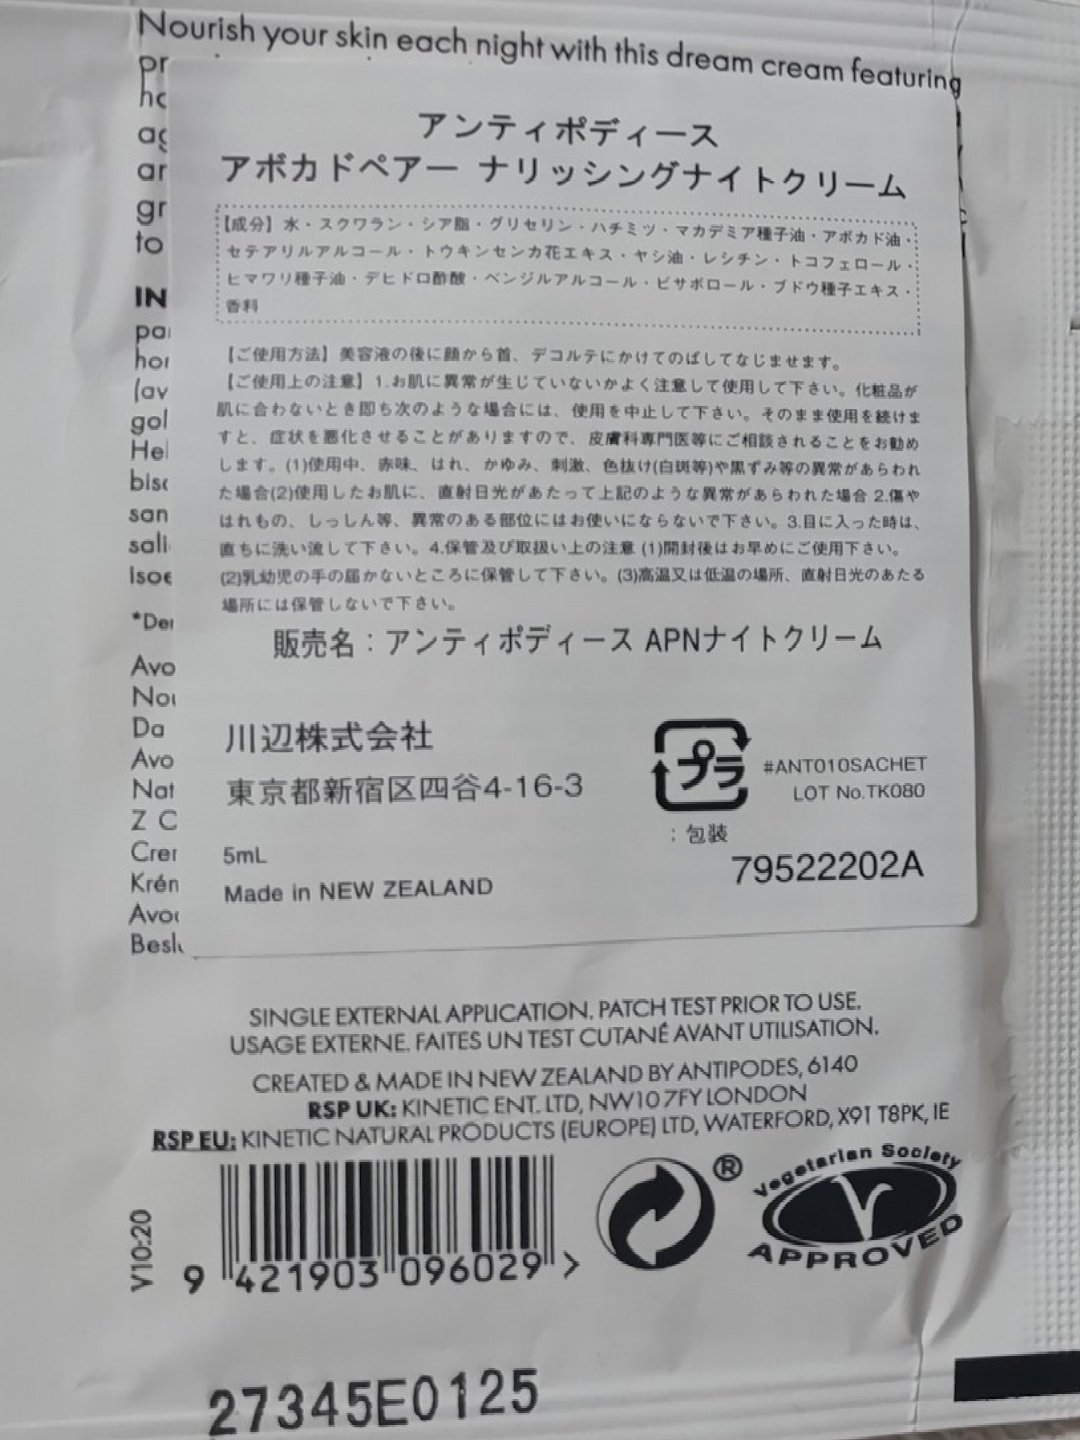 Nourish your skin each night with this dream cream featuring
pr
ho
ag
ar
gr
to
IN
pa
hor
(av
gol
Hel
bis
san
sali
Isoe
*De
Avo
Nou
Da
Avo
Nat
Z C
Crer
Krén
Avo
Besl
アンティポディース
アボカドペアー ナリッシングナイトクリーム
【成分】水・スクワラン・シア脂・グリセリン・ハチミツ・マカデミア種子油・アボカド油・
セテアリルアルコール・トウキンセンカ花エキス・ヤシ油・レシチン・トコフェロール・
ヒマワリ種子油・デヒドロ酢酸・ベンジルアルコール・ビサボロール・ブドウ種子エキス・
香料
【ご使用方法】美容液の後に顔から首、デコルテにかけてのばしてなじませます。
【ご使用上の注意】1.お肌に異常が生じていないかよく注意して使用して下さい。化粧品が
肌に合わないとき即ち次のような場合には、使用を中止して下さい。そのまま使用を続けま
すと、症状を悪化させることがありますので、皮膚科専門医等にご相談されることをお勧め
します。(1)使用中、赤味、はれ、かゆみ、刺激、色抜け(白斑等)や黒ずみ等の異常があらわれ
た場合(2)使用したお肌に、直射日光があたって上記のような異常があらわれた場合 2.傷や
はれもの、しっしん等、異常のある部位にはお使いにならないで下さい。3.目に入った時は、
直ちに洗い流して下さい。4.保管及び取扱い上の注意 (1)開封後はお早めにご使用下さい。
(2)乳幼児の手の届かないところに保管して下さい。(3)高温又は低温の場所、直射日光のあたる
場所には保管しないで下さい。
販売名：アンティポディース APNナイトクリーム
川辺株式会社
東京都新宿区四谷4-16-3
5mL
Made in NEW ZEALAND
プラ
：包装
#ANT010SACHET
LOT No.TK080
79522202A
SINGLE EXTERNAL APPLICATION. PATCH TEST PRIOR TO USE.
USAGE EXTERNE. FAITES UN TEST CUTANÉ AVANT UTILISATION.
CREATED & MADE IN NEW ZEALAND BY ANTIPODES, 6140
RSP UK: KINETIC ENT. LTD, NW10 7FY LONDON
RSP EU: KINETIC NATURAL PRODUCTS (EUROPE) LTD, WATERFORD, X91 T8PK, IE
V10:20
9 421903 096029 >
®
Vegetarian Society
APPROVED
27345E0125